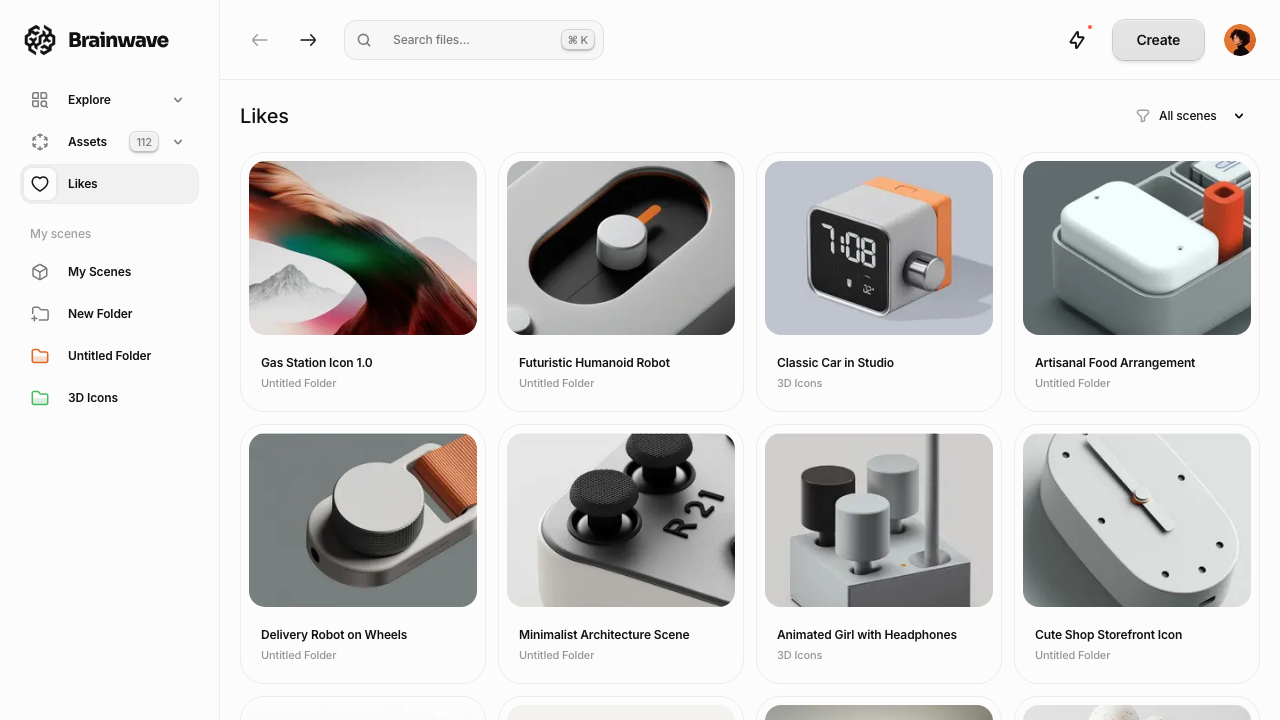 Brainwave
Search files...
⌘ K
Create
Explore
Assets
112
Likes
My scenes
My Scenes
New Folder
Untitled Folder
3D Icons
Likes
All scenes
7:08
02°
Gas Station Icon 1.0
Untitled Folder
Futuristic Humanoid Robot
Untitled Folder
Classic Car in Studio
3D Icons
Artisanal Food Arrangement
Untitled Folder
R21
Delivery Robot on Wheels
Untitled Folder
Minimalist Architecture Scene
Untitled Folder
Animated Girl with Headphones
3D Icons
Cute Shop Storefront Icon
Untitled Folder